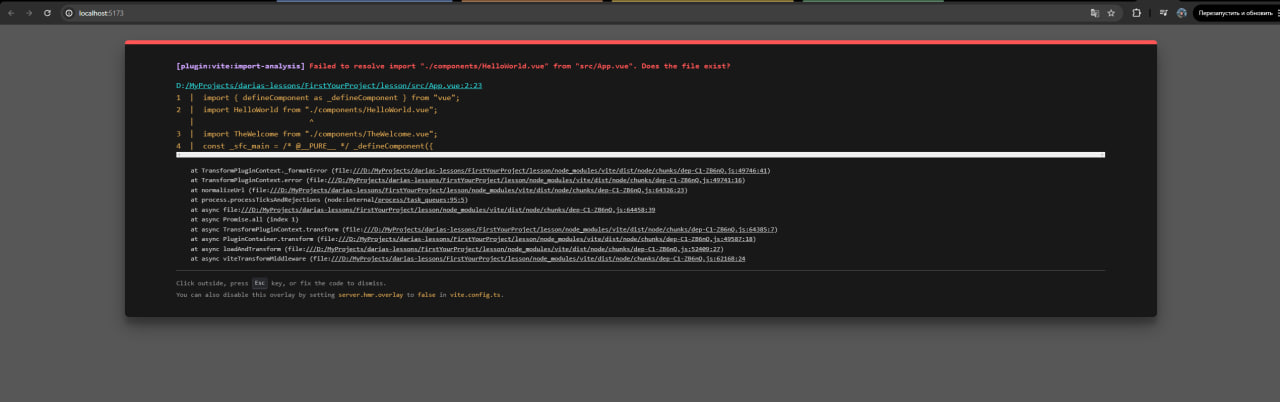 localhost:5173
Перезапустить и обновить
[plugin:vite:import-analysis] Failed to resolve import "./components/HelloWorld.vue" from "src/App.vue". Does the file exist?
D:/MyProjects/darias-lessons/FirstYourProject/lesson/src/App.vue:2:23
1  |  import { defineComponent as _defineComponent } from "vue";
2  |  import HelloWorld from "./components/HelloWorld.vue";
   |                          ^
3  |  import TheWelcome from "./components/TheWelcome.vue";
4  |  const _sfc_main = /* @__PURE__ */ _defineComponent({
at TransformPluginContext._formatError (file:///D:/MyProjects/darias-lessons/FirstYourProject/lesson/node_modules/vite/dist/node/chunks/dep-C1-ZB6nQ.js:49746:41)
at TransformPluginContext.error (file:///D:/MyProjects/darias-lessons/FirstYourProject/lesson/node_modules/vite/dist/node/chunks/dep-C1-ZB6nQ.js:49741:16)
at normalizeUrl (file:///D:/MyProjects/darias-lessons/FirstYourProject/lesson/node_modules/vite/dist/node/chunks/dep-C1-ZB6nQ.js:64326:23)
at process.processTicksAndRejections (node:internal/process/task_queues:95:5)
at async file:///D:/MyProjects/darias-lessons/FirstYourProject/lesson/node_modules/vite/dist/node/chunks/dep-C1-ZB6nQ.js:64458:39
at async Promise.all (index 1)
at async TransformPluginContext.transform (file:///D:/MyProjects/darias-lessons/FirstYourProject/lesson/node_modules/vite/dist/node/chunks/dep-C1-ZB6nQ.js:64385:7)
at async PluginContainer.transform (file:///D:/MyProjects/darias-lessons/FirstYourProject/lesson/node_modules/vite/dist/node/chunks/dep-C1-ZB6nQ.js:49587:18)
at async loadAndTransform (file:///D:/MyProjects/darias-lessons/FirstYourProject/lesson/node_modules/vite/dist/node/chunks/dep-C1-ZB6nQ.js:52409:27)
at async viteTransformMiddleware (file:///D:/MyProjects/darias-lessons/FirstYourProject/lesson/node_modules/vite/dist/node/chunks/dep-C1-ZB6nQ.js:62168:24
Click outside, press Esc key, or fix the code to dismiss.
You can also disable this overlay by setting server.hmr.overlay to false in vite.config.ts.